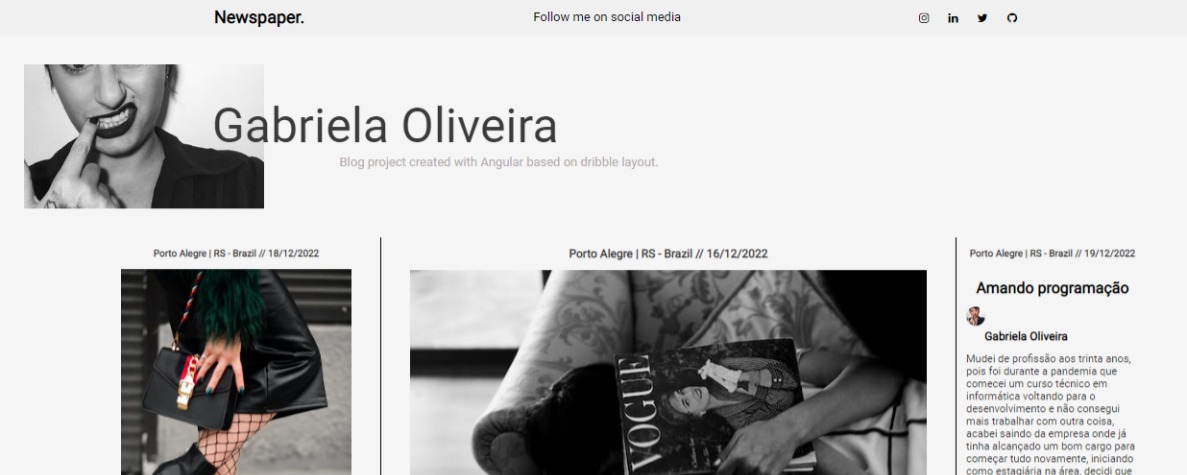 Newspaper.
Follow me on social media
Gabriela Oliveira
Blog project created with Angular based on dribble layout.
Porto Alegre | RS - Brazil // 18/12/2022
Porto Alegre | RS - Brazil // 16/12/2022
VOGUE
Porto Alegre | RS - Brazil // 19/12/2022
Amando programação
Gabriela Oliveira
Mudei de profissão aos trinta anos,
pois foi durante a pandemia que
comecei um curso técnico em
informática voltando para o
desenvolvimento e não consegui
mais trabalhar com outra coisa,
acabei saindo da empresa onde já
tinha alcançado um bom cargo para
começar tudo novamente, iniciando
como estagiária na área, decidi que